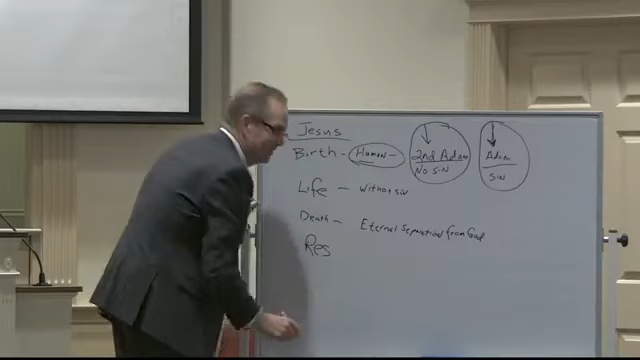 Jesus
Birth - Human - 2nd Adam Adam
No Sin Sin
Life - without sin
Death - Eternal Separation from God
Res